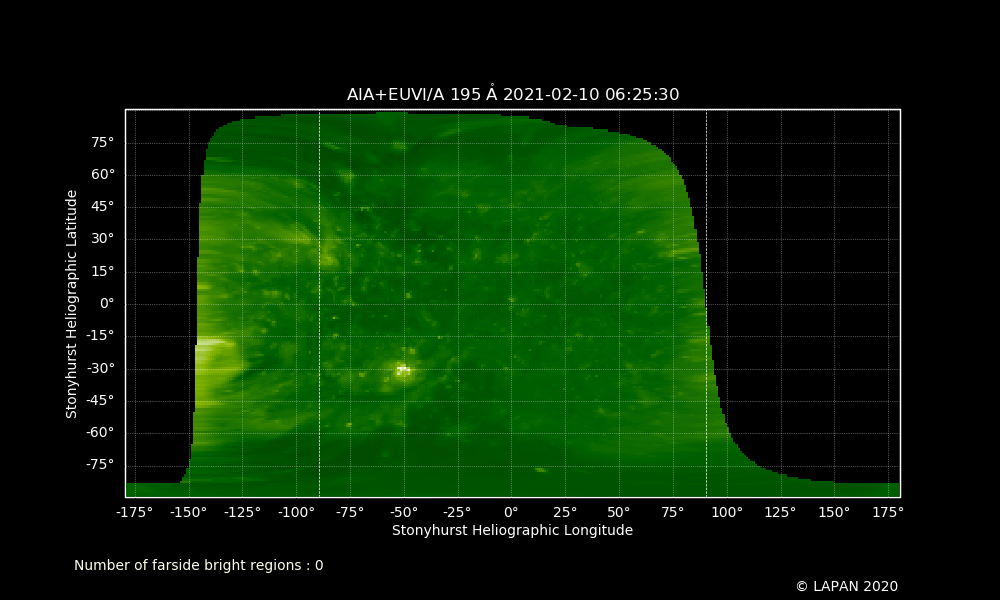 AIA+EUVI/A 195 Å 2021-02-10 06:25:30
75°
60°
45°
30°
15°
0°
-15°
-30°
-45°
-60°
-75°
Stonyhurst Heliographic Latitude
-175° -150° -125° -100° -75° -50° -25° 0° 25° 50° 75° 100° 125° 150° 175°
Stonyhurst Heliographic Longitude
Number of farside bright regions : 0
© LAPAN 2020